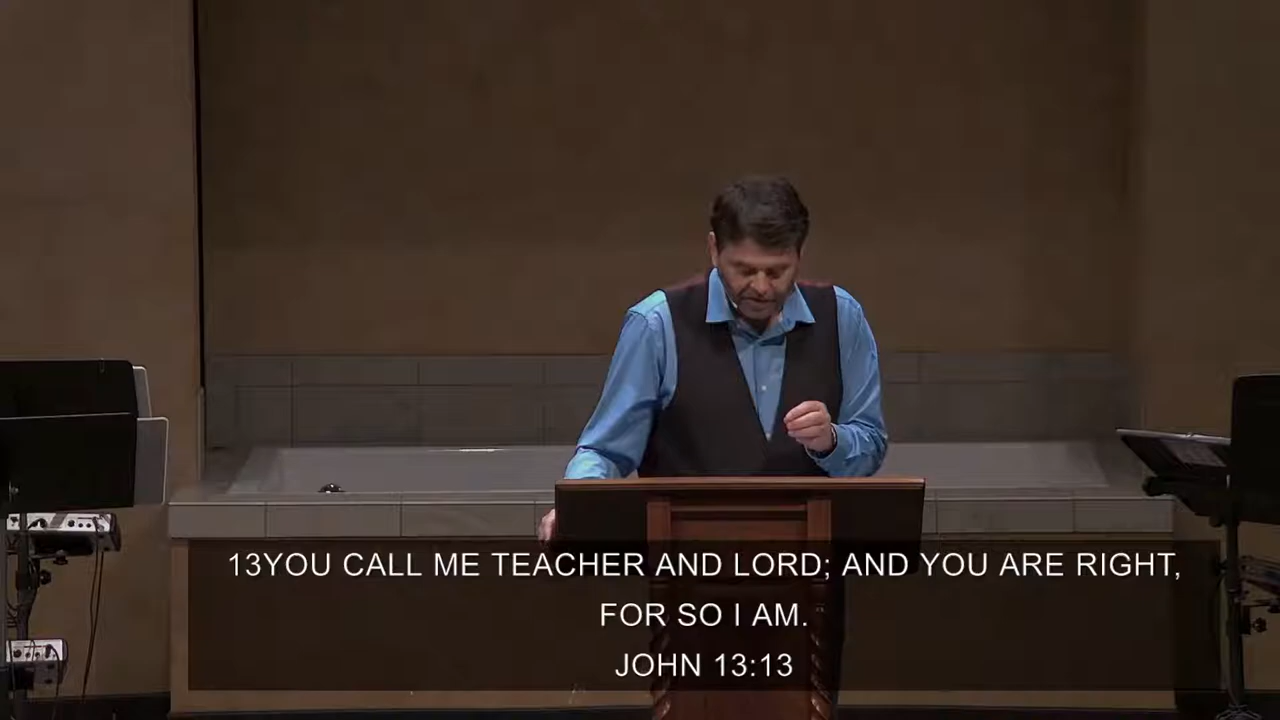 13YOU CALL ME TEACHER AND LORD; AND YOU ARE RIGHT,
FOR SO I AM.
JOHN 13:13